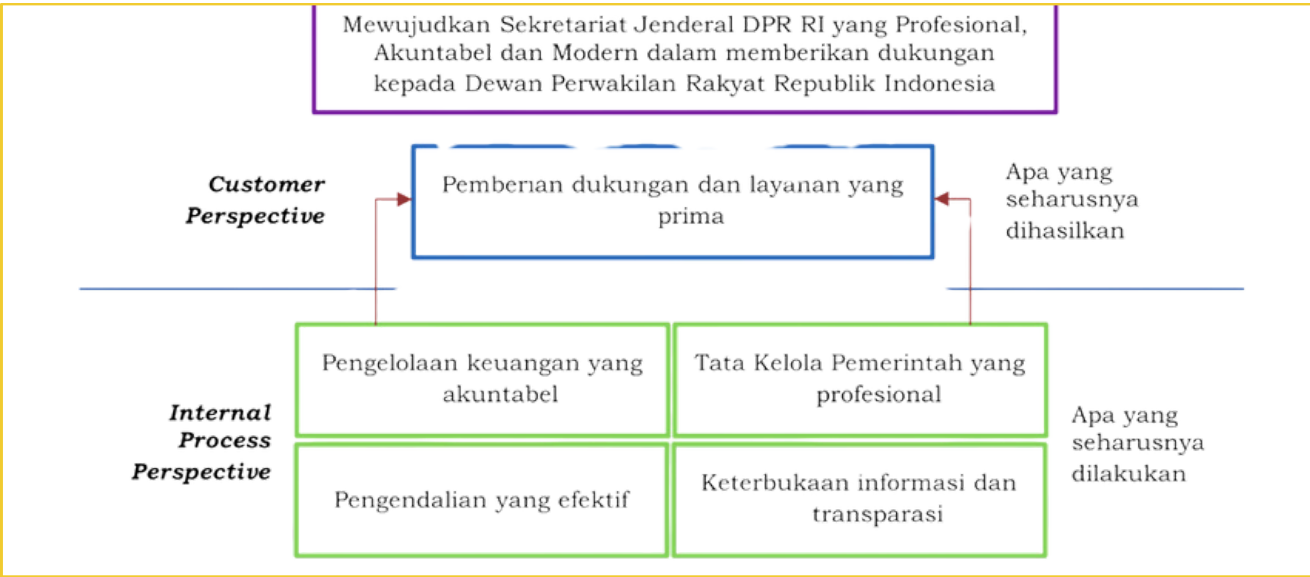 Mewujudkan Sekretariat Jenderal DPR RI yang Profesional,
Akuntabel dan Modern dalam memberikan dukungan
kepada Dewan Perwakilan Rakyat Republik Indonesia
Customer
Perspective
Pemberian dukungan dan layanan yang
prima
Apa yang
seharusnya
dihasilkan
Internal
Process
Perspective
Pengelolaan keuangan yang
akuntabel
Tata Kelola Pemerintah yang
profesional
Pengendalian yang efektif
Keterbukaan informasi dan
transparasi
Apa yang
seharusnya
dilakukan